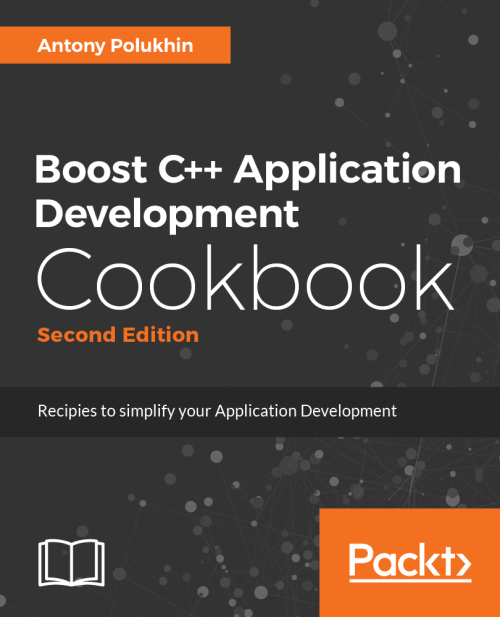 Antony Polukhin
Boost C++ Application
Development
Cookbook
Second Edition
Recipies to simplify your Application Development
Packt>